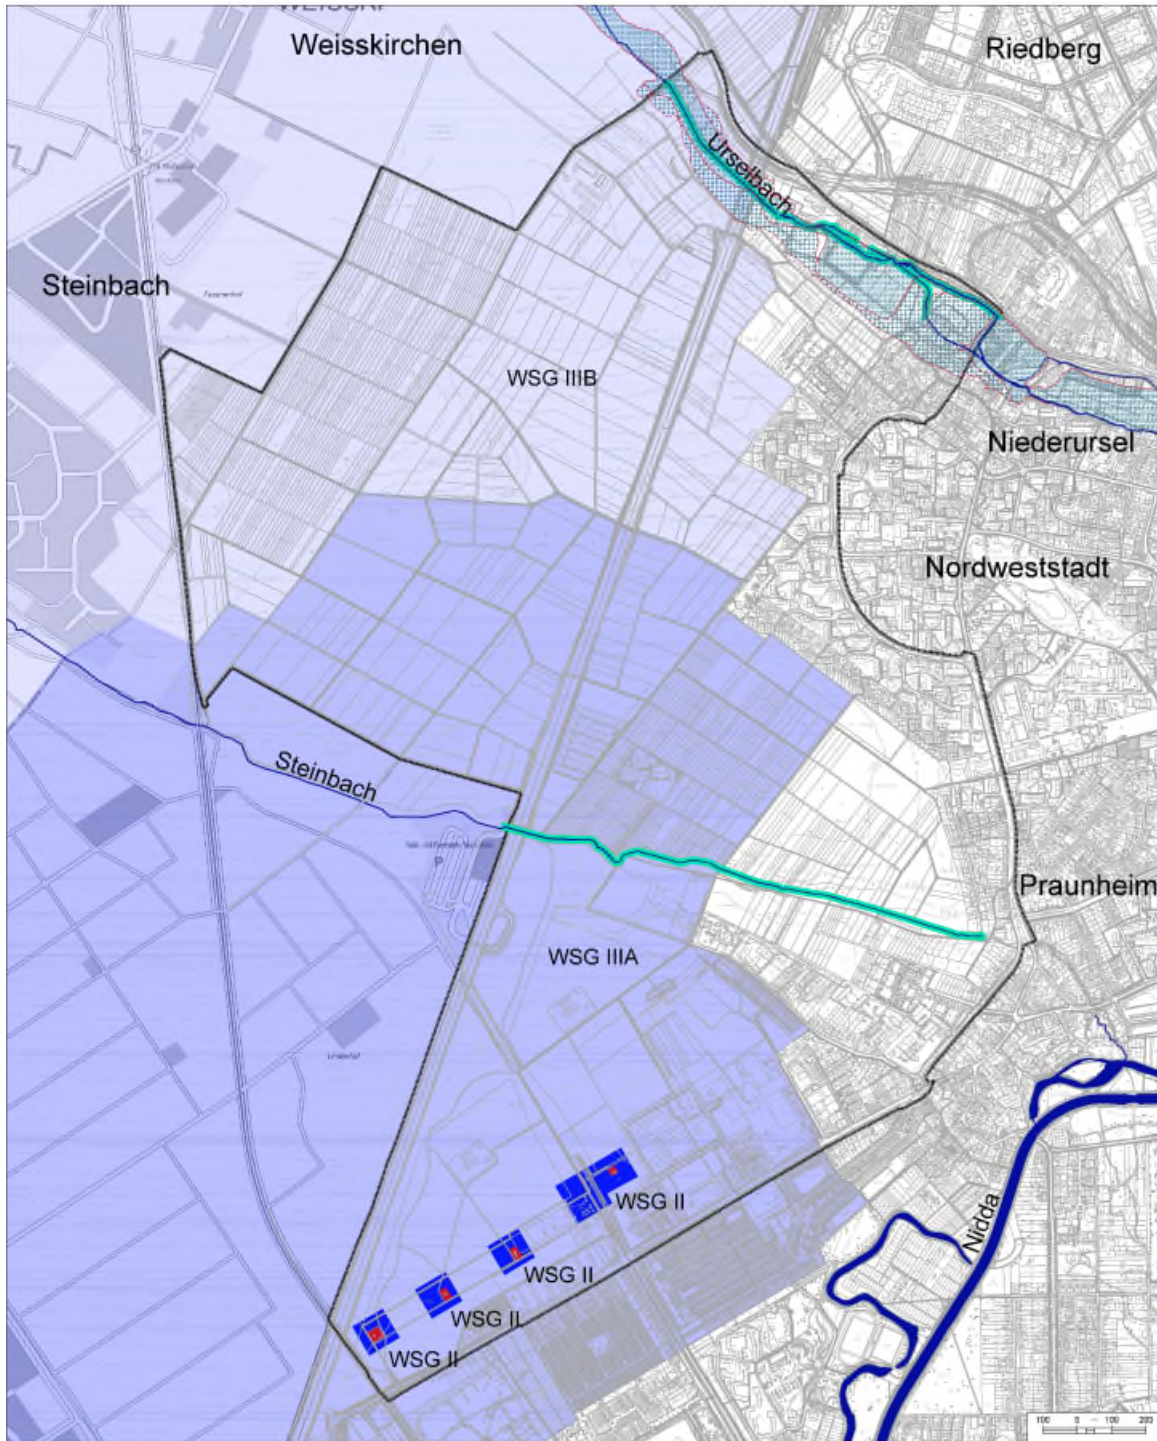 Weisskirchen
Riedberg
Urselbach
Steinbach
WSG IIIB
Niederursel
Nordweststadt
Steinbach
P
Praunheim
WSG IIIA
WSG II
Nidda
WSG II
WSG II
WSG II
100 0 100 200